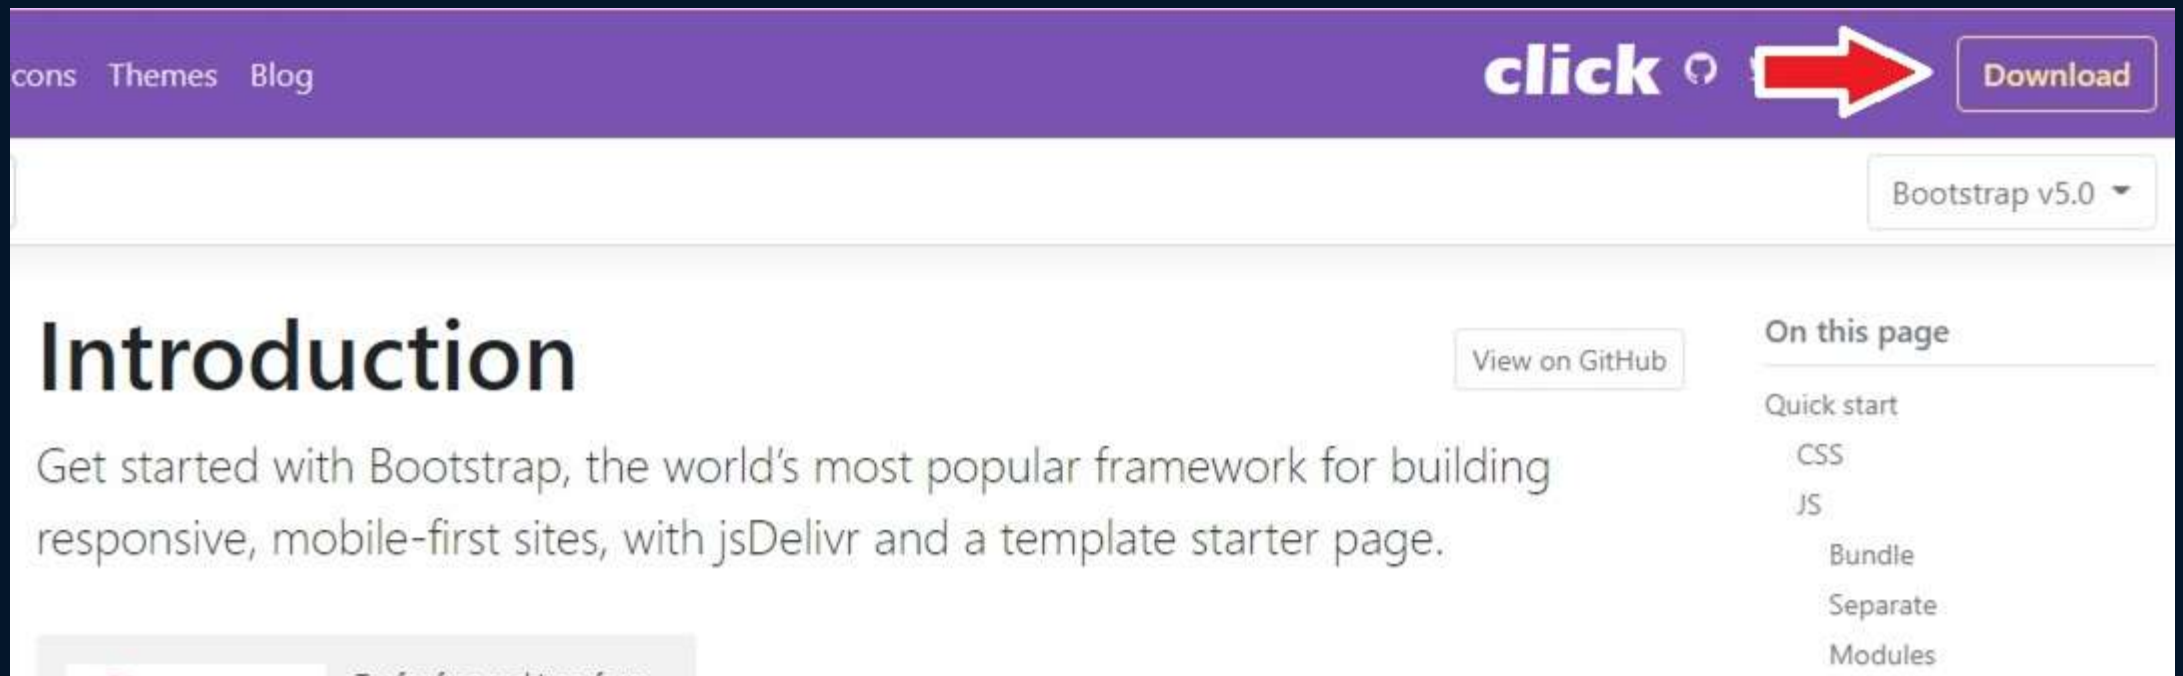 cons Themes Blog click Download
Bootstrap v5.0
Introduction
View on GitHub
Get started with Bootstrap, the world's most popular framework for building
responsive, mobile-first sites, with jsDelivr and a template starter page.
On this page
Quick start
CSS
JS
Bundle
Separate
Modules